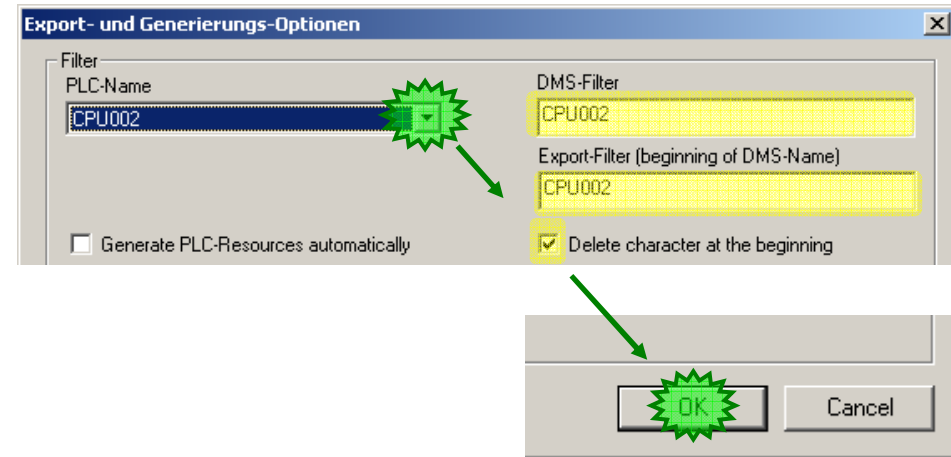 Export- und Generierungs-Optionen
Filter
PLC-Name
CPU002
DMS-Filter
CPU002
Export-Filter (beginning of DMS-Name)
CPU002
Generate PLC-Resources automatically
Delete character at the beginning
OK
Cancel